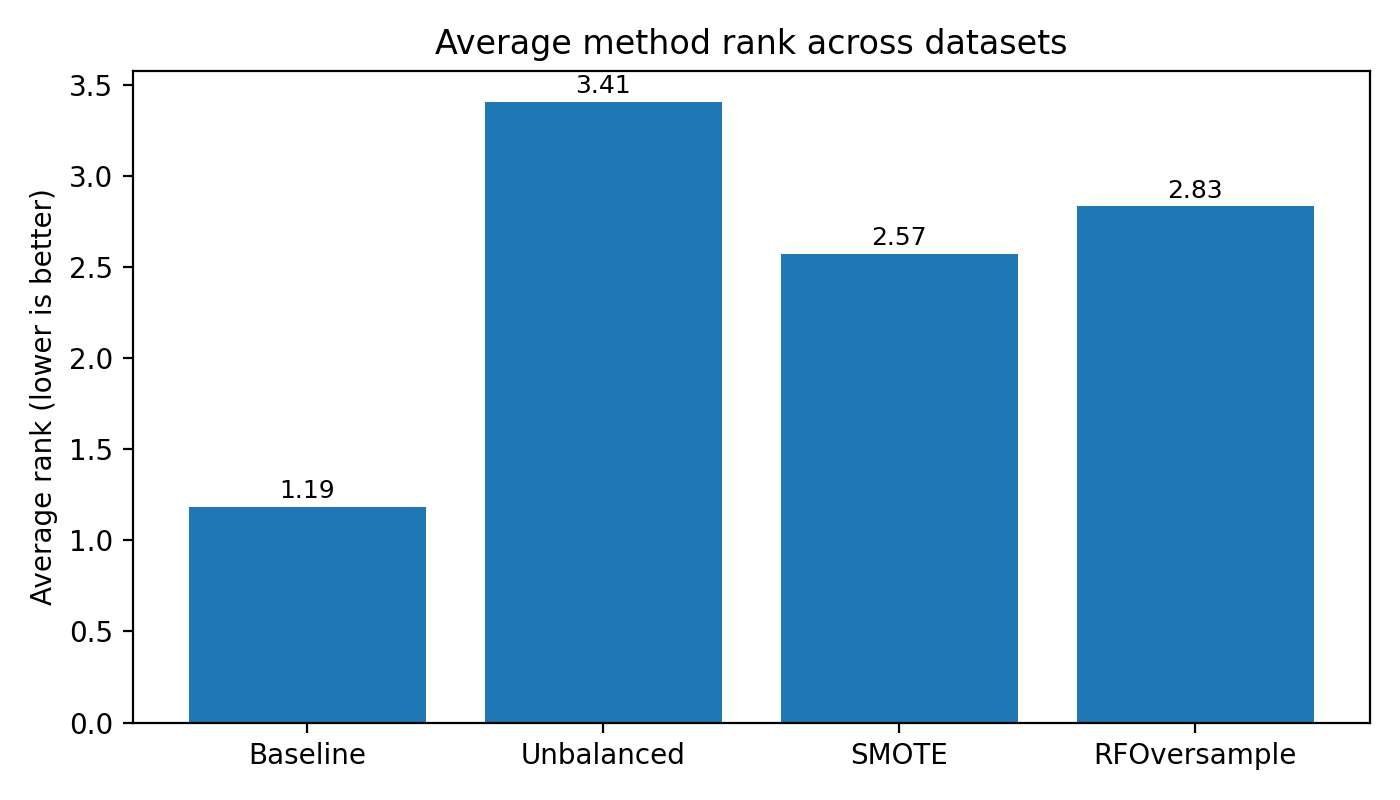 Average method rank across datasets
Average rank (lower is better)
3.5
3.0
2.5
2.0
1.5
1.0
0.5
0.0
1.19
3.41
2.57
2.83
Baseline
Unbalanced
SMOTE
RFOversample